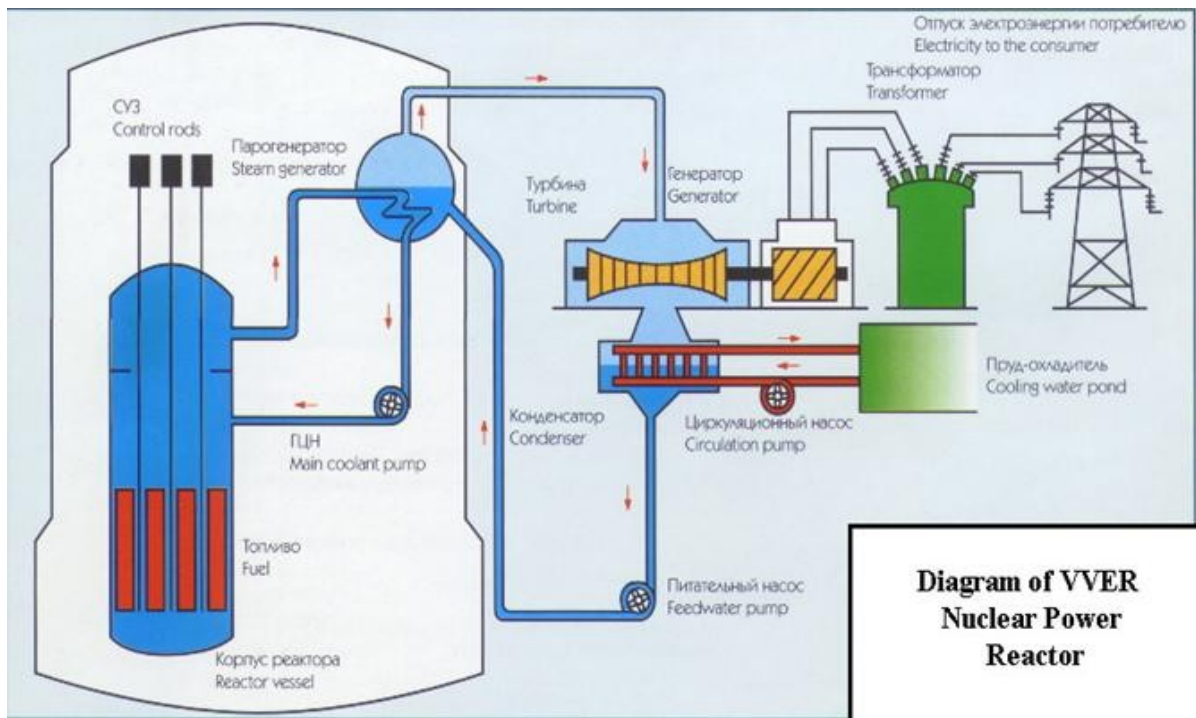 Отпуск электроэнергии потребителю
Electricity to the consumer
Трансформатор
Transformer
СУЗ
Control rods
Парогенератор
Steam generator
Турбина
Turbine
Генератор
Generator
Пруд-охладитель
Cooling water pond
Конденсатор
Condenser
Циркуляционный насос
Circulation pump
ГЦН
Main coolant pump
Топливо
Fuel
Питательный насос
Feedwater pump
Корпус реактора
Reactor vessel
Diagram of VVER
Nuclear Power
Reactor